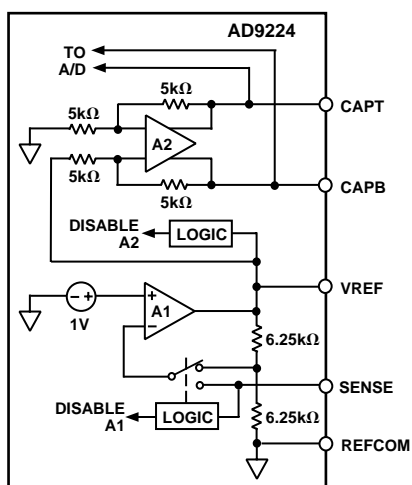 AD9224
TO
A/D
5kΩ
5kΩ
CAPT
A2
5kΩ
5kΩ
CAPB
DISABLE
A2
LOGIC
VREF
- +
1V
+
A1
−
6.25kΩ
SENSE
DISABLE
A1
LOGIC
6.25kΩ
REFCOM